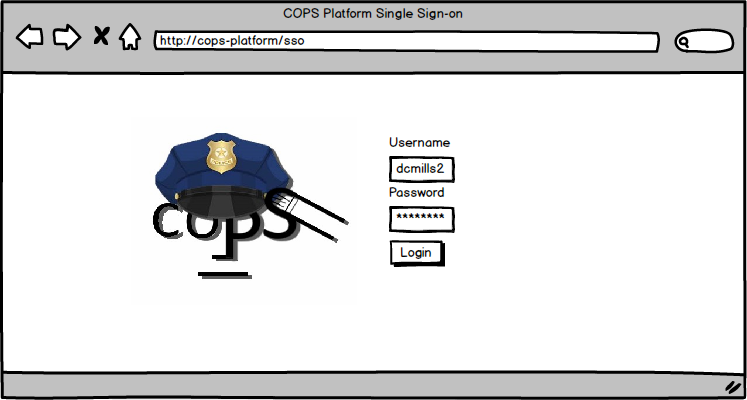 COPS Platform Single Sign-on
http://cops-platform/sso
cops
Username
dcmills2
Password
********
Login